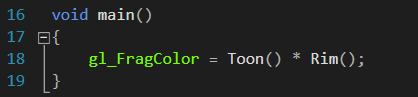 16 void main()
17 {
18 gl_FragColor = Toon() * Rim();
19 }